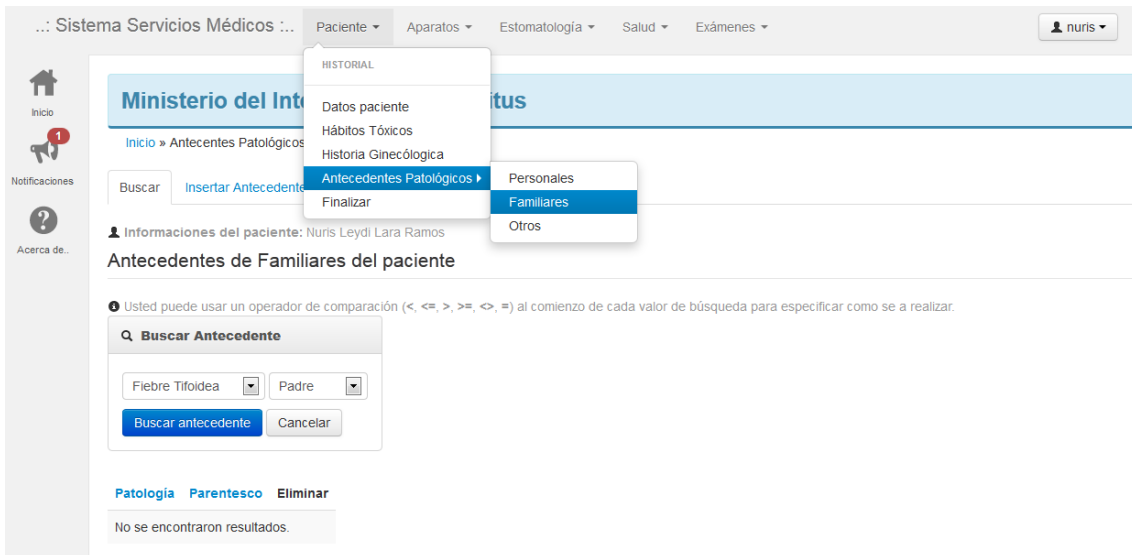 ..: Sistema Servicios Médicos :.. Paciente Aparatos Estomatología Salud Exámenes nuris
HISTORIAL
Datos paciente
Hábitos Tóxicos
Historia Ginecólogica
Antecedentes Patológicos
Finalizar
Personales
Familiares
Otros
Inicio
1
Notificaciones
Acerca de..
Ministerio del Int itus
Inicio » Antecentes Patológicos
Buscar Insertar Antecedente
Informaciones del paciente: Nuris Leydi Lara Ramos
Antecedentes de Familiares del paciente
Usted puede usar un operador de comparación (<, <=, >, >=, <>, =) al comienzo de cada valor de búsqueda para especificar como se a realizar.
Buscar Antecedente
Fiebre Tifoidea Padre
Buscar antecedente Cancelar
Patología Parentesco Eliminar
No se encontraron resultados.